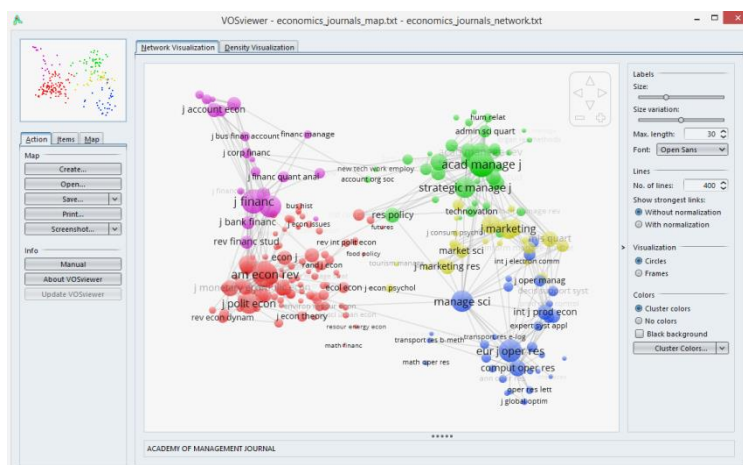 VOSviewer - economics_journals_map.txt - economics_journals_network.txt
Network Visualization
Density Visualization
Action
Items
Map
Map
Create...
Open...
Save...
Print...
Screenshot...
Info
Manual
About VOSviewer
Update VOSviewer
j account econ
j bus finan account
financ manage
j corp financ
j financ quant anal
j financ
bus hist
j bank financ
j econ issues
rev financ stud
futures
rev int polit econ
food policy
econ j
rand j econ
am econ rev
ecol econ
j econ psychol
j polit econ
rev econ dynam
j econ theory
resour energy econ
math financ
hum relat
admin sci quart
acad manage j
new tech work employ
account org soc
strategic manage j
res policy
technovation
j consum psychol
j marketing
market sci
j marketing res
int j electron comm
j oper manag
manage sci
int j prod econ
expert syst appl
transport res e-log
transport res b-meth
eur j oper res
math oper res
comput oper res
oper res lett
j global optim
Labels
Size:
Size variation:
Max. length:
30
Font:
Open Sans
Lines
No. of lines:
400
Show strongest links:
Without normalization
With normalization
Visualization
Circles
Frames
Colors
Cluster colors
No colors
Black background
Cluster Colors...
ACADEMY OF MANAGEMENT JOURNAL